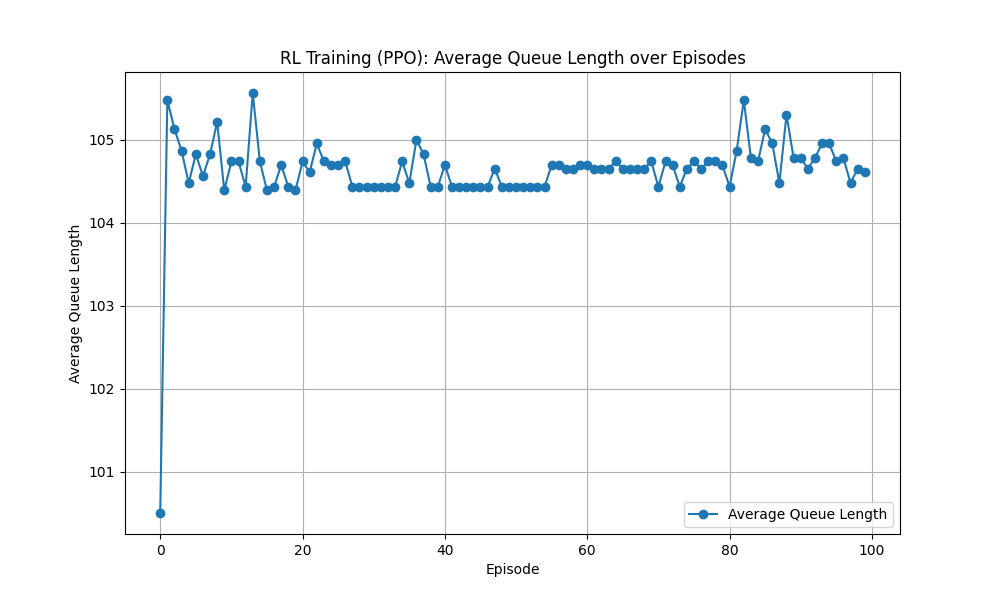 RL Training (PPO): Average Queue Length over Episodes
Average Queue Length
105
104
103
102
101
0 20 40 60 80 100
Episode
Average Queue Length